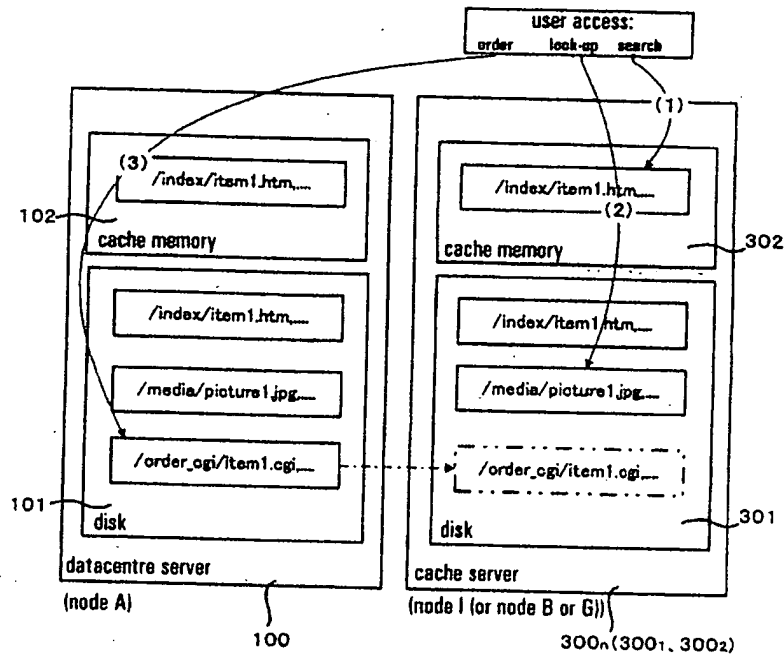 user access:
order look-up search
(1)
(3)
/index/item1.htm,....
102
cache memory
/index/item1.htm,....
/media/picture1.jpg,....
/order_cgi/item1.cgi,....
101
disk
datacentre server
(node A)
100
/index/item1.htm,....
(2)
302
cache memory
/index/item1.htm,....
/media/picture1.jpg,....
/order_cgi/item1.cgi,....
301
disk
cache server
(node I (or node B or G))
300n(300₁、300₂)